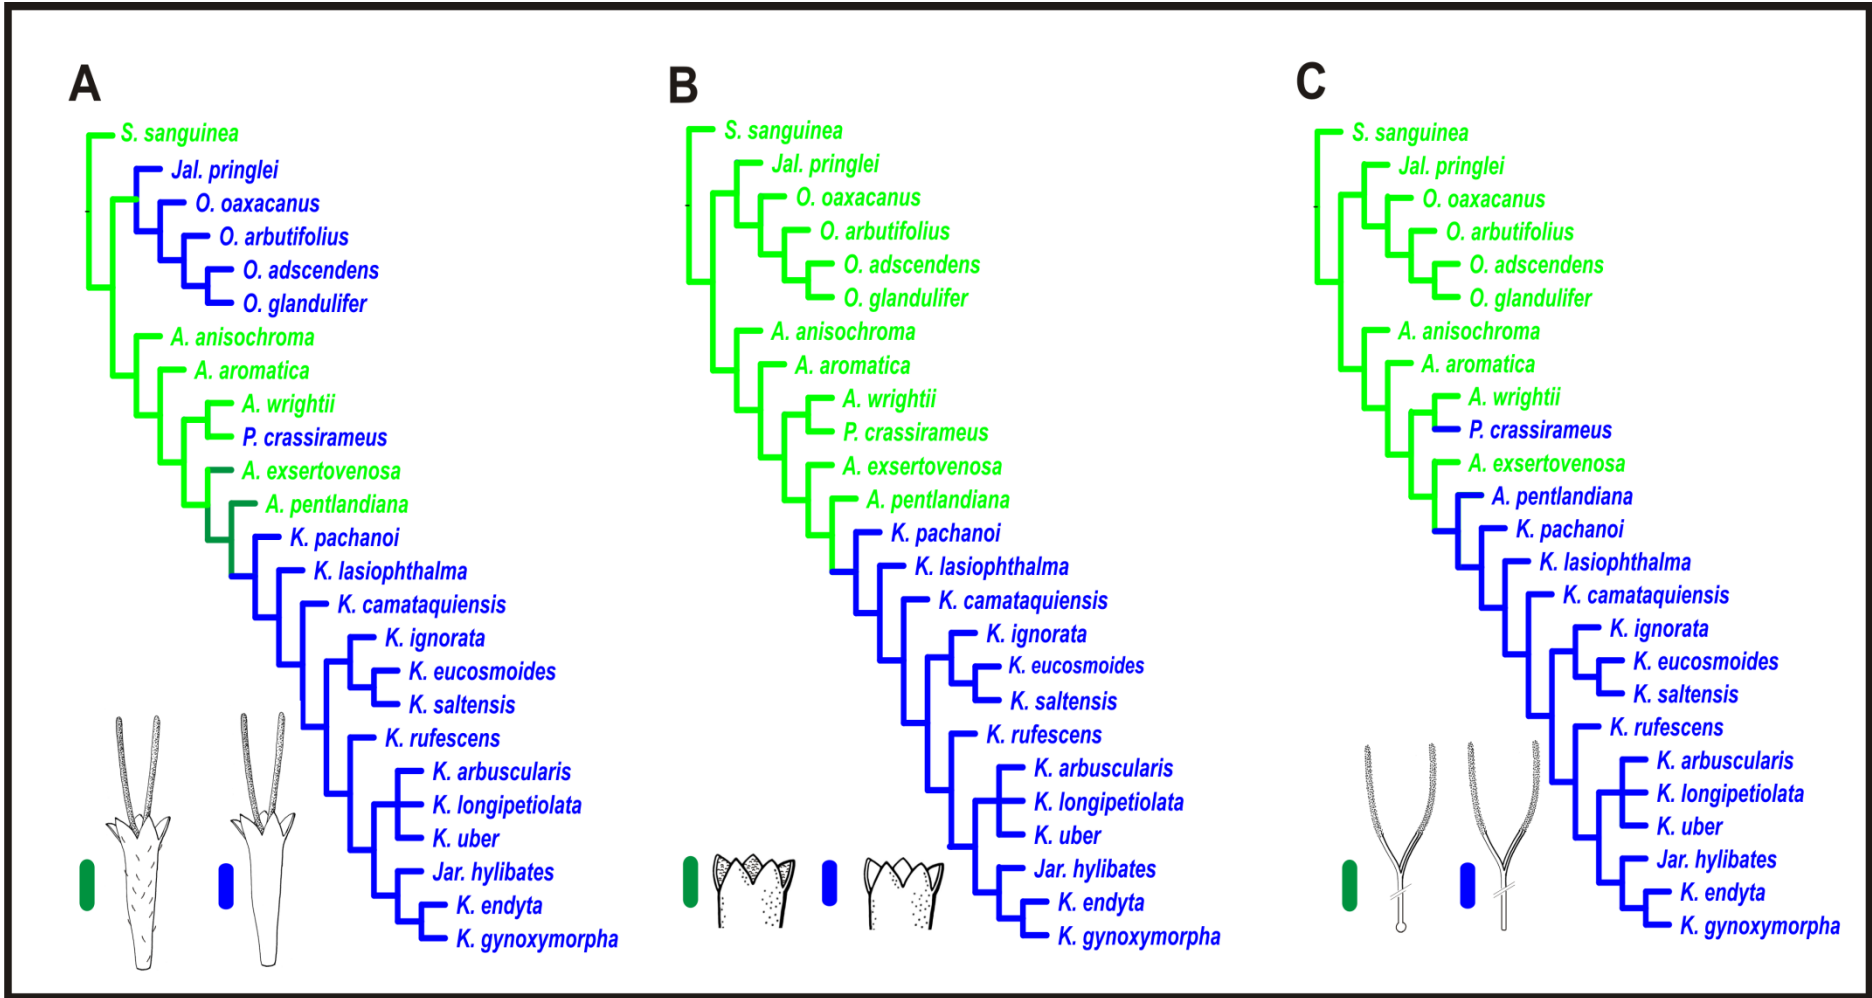 A
S. sanguinea
Jal. pringlei
O. oaxacanus
O. arbutifolius
O. adscendens
O. glandulifer
A. anisochroma
A. aromatica
A. wrightii
P. crassirameus
A. exsertovenosa
A. pentlandiana
K. pachanoi
K. lasiophthalma
K. camataquiensis
K. ignorata
K. eucosmoides
K. saltensis
K. rufescens
K. arbuscularis
K. longipetiolata
K. uber
Jar. hylibates
K. endyta
K. gynoxymorpha
B
S. sanguinea
Jal. pringlei
O. oaxacanus
O. arbutifolius
O. adscendens
O. glandulifer
A. anisochroma
A. aromatica
A. wrightii
P. crassirameus
A. exsertovenosa
A. pentlandiana
K. pachanoi
K. lasiophthalma
K. camataquiensis
K. ignorata
K. eucosmoides
K. saltensis
K. rufescens
K. arbuscularis
K. longipetiolata
K. uber
Jar. hylibates
K. endyta
K. gynoxymorpha
C
S. sanguinea
Jal. pringlei
O. oaxacanus
O. arbutifolius
O. adscendens
O. glandulifer
A. anisochroma
A. aromatica
A. wrightii
P. crassirameus
A. exsertovenosa
A. pentlandiana
K. pachanoi
K. lasiophthalma
K. camataquiensis
K. ignorata
K. eucosmoides
K. saltensis
K. rufescens
K. arbuscularis
K. longipetiolata
K. uber
Jar. hylibates
K. endyta
K. gynoxymorpha